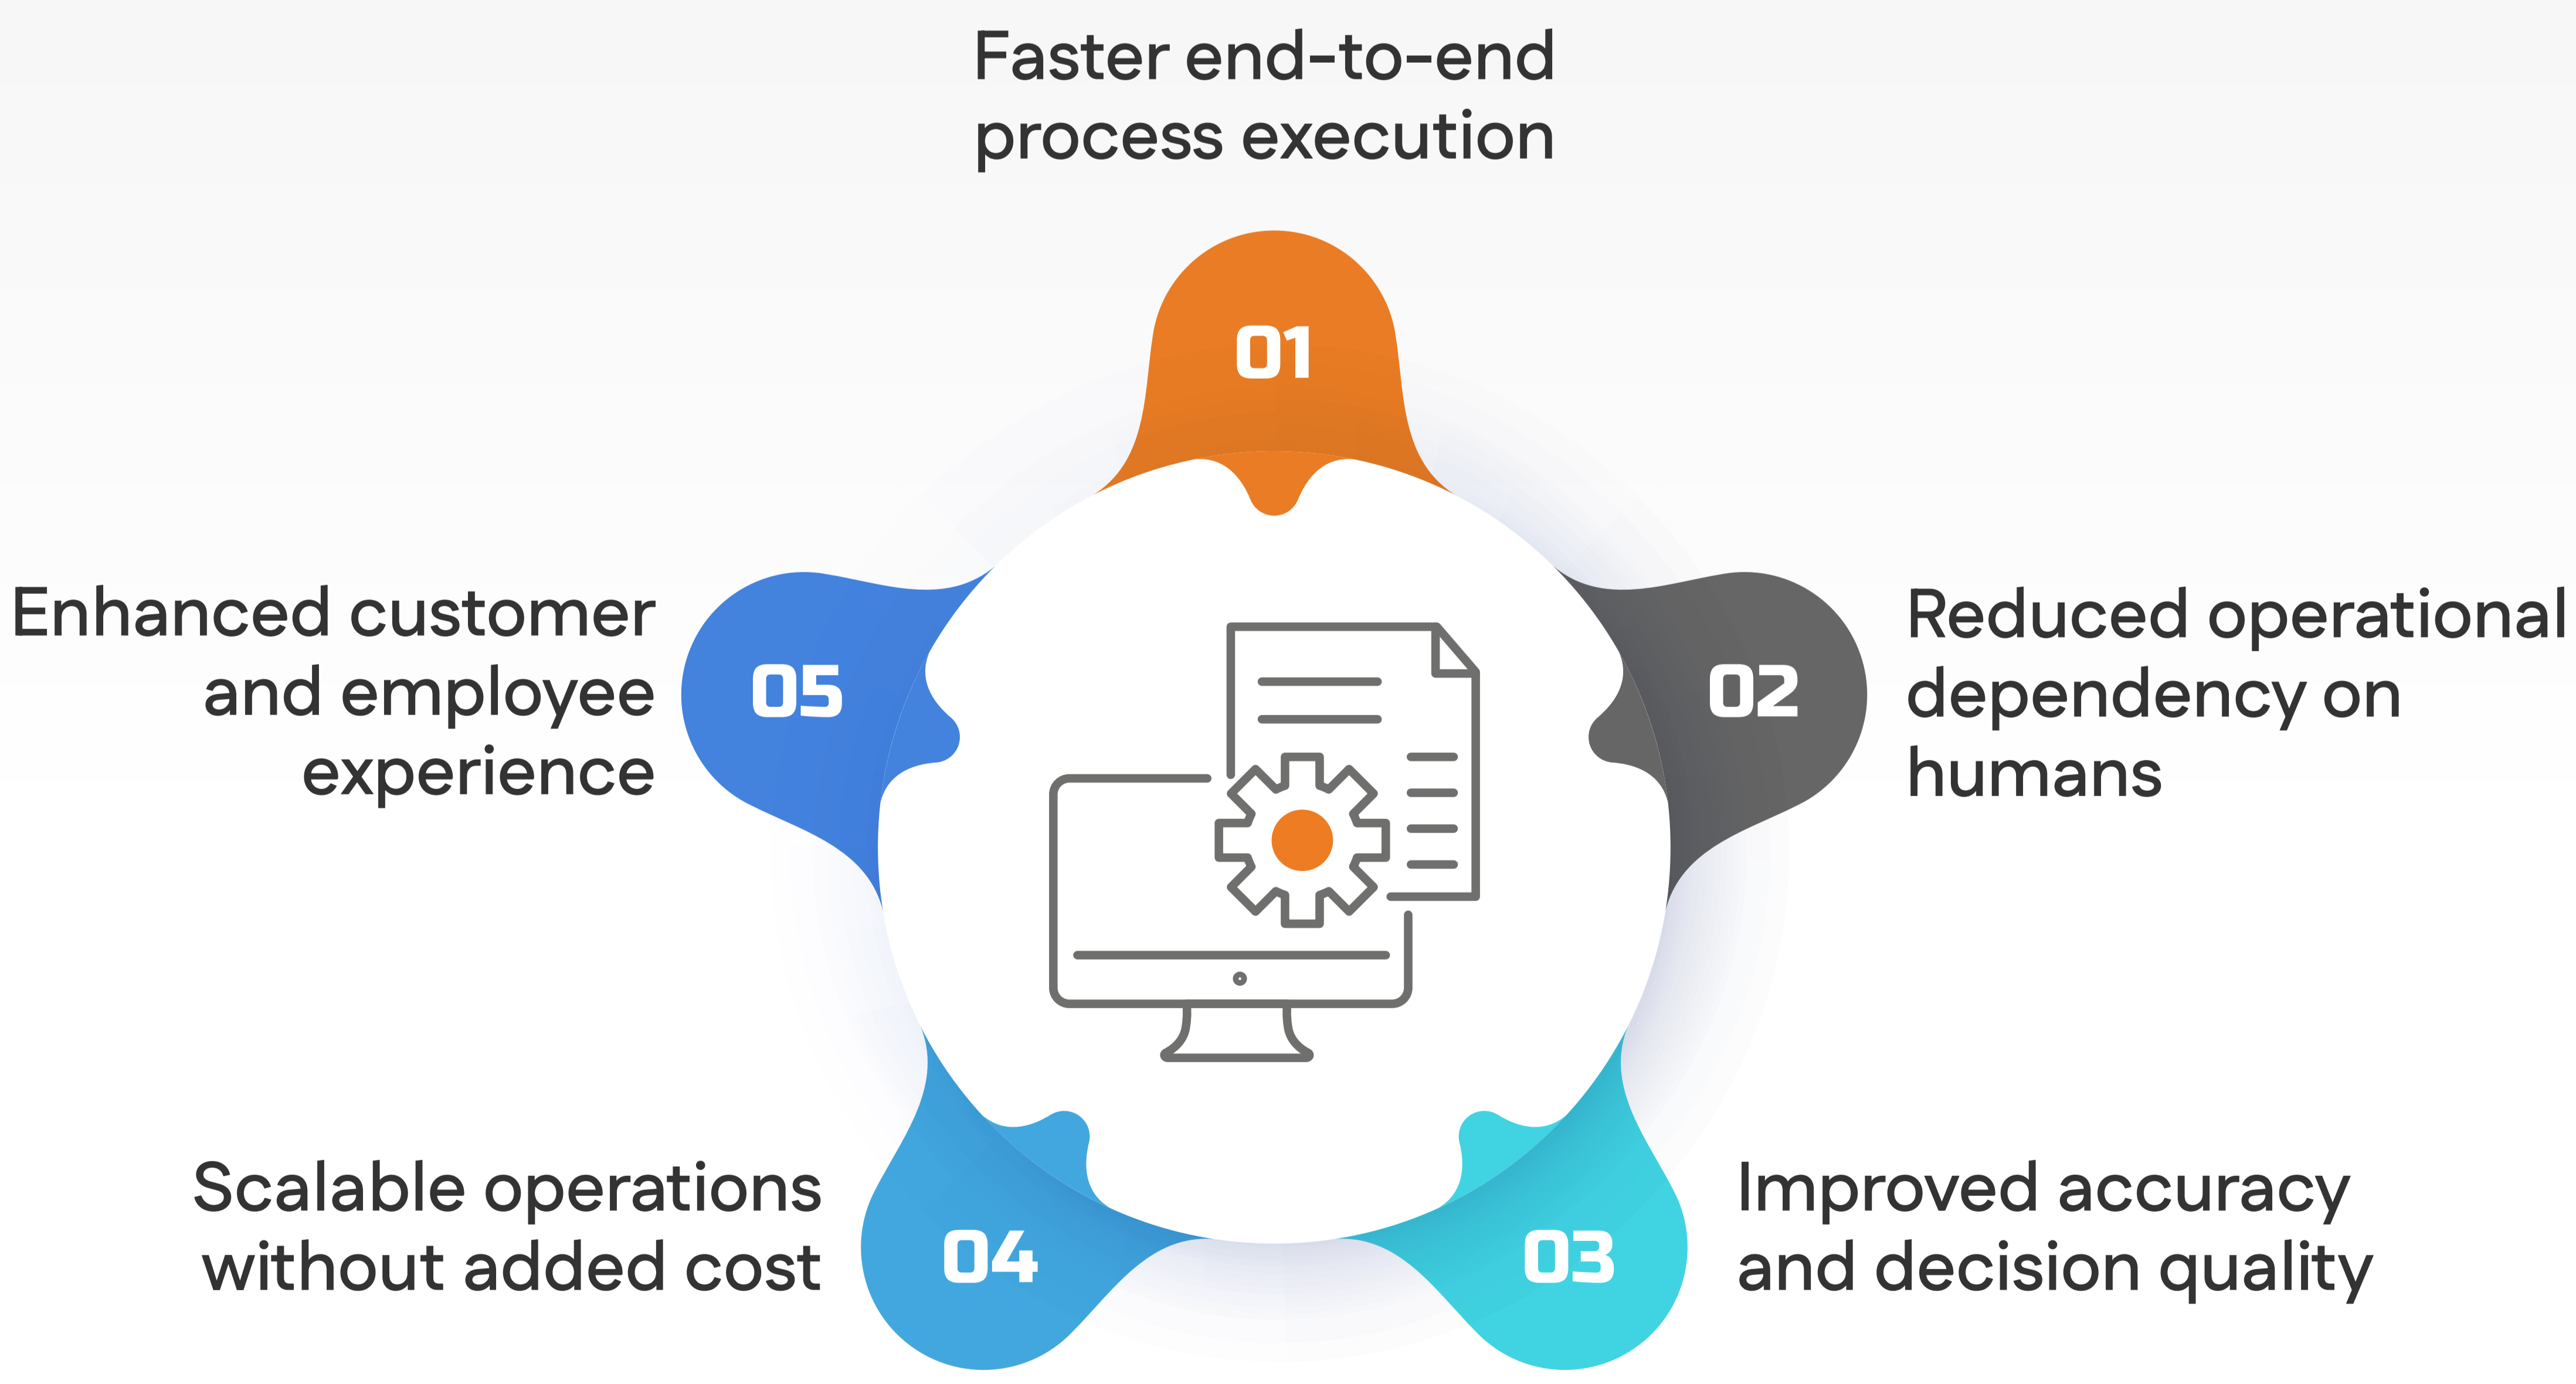 Faster end-to-end
process execution
01
02
Reduced operational
dependency on
humans
03
Improved accuracy
and decision quality
04
Scalable operations
without added cost
05
Enhanced customer
and employee
experience